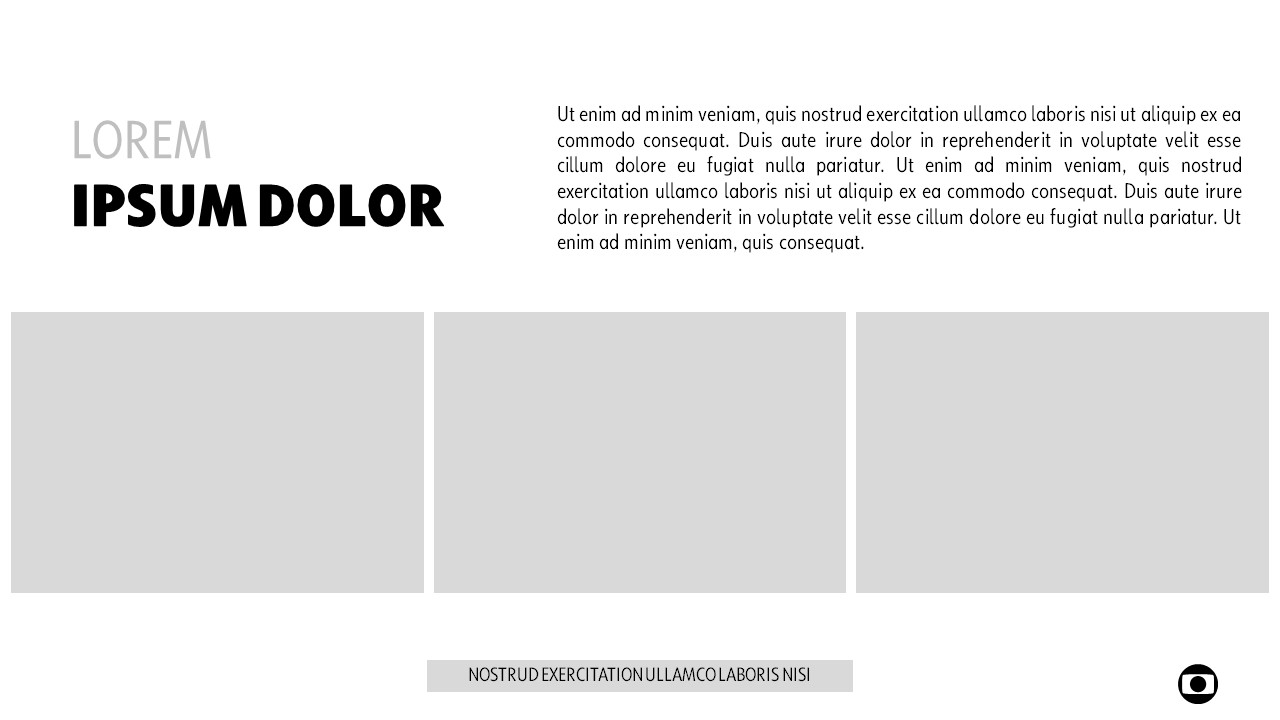 LOREM
IPSUM DOLOR
Ut enim ad minim veniam, quis nostrud exercitation ullamco laboris nisi ut aliquip ex ea
commodo consequat. Duis aute irure dolor in reprehenderit in voluptate velit esse
cillum dolore eu fugiat nulla pariatur. Ut enim ad minim veniam, quis nostrud
exercitation ullamco laboris nisi ut aliquip ex ea commodo consequat. Duis aute irure
dolor in reprehenderit in voluptate velit esse cillum dolore eu fugiat nulla pariatur. Ut
enim ad minim veniam, quis consequat.
NOSTRUD EXERCITATION ULLAMCO LABORIS NISI